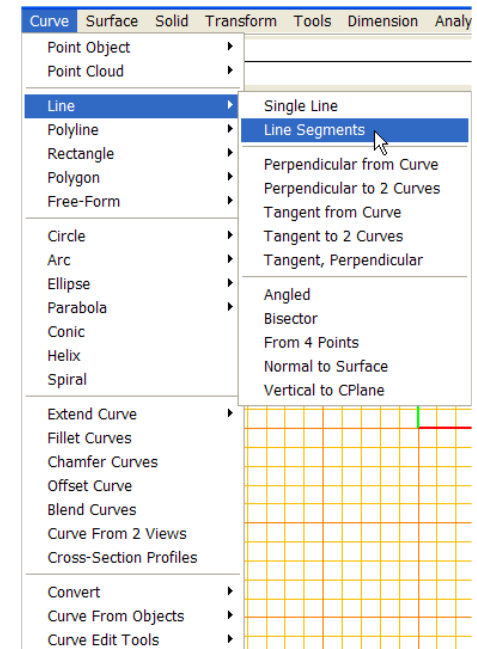 Curve Surface Solid Transform Tools Dimension Analy
Point Object
Point Cloud
Line
Polyline
Rectangle
Polygon
Free-Form
Circle
Arc
Ellipse
Parabola
Conic
Helix
Spiral
Extend Curve
Fillet Curves
Chamfer Curves
Offset Curve
Blend Curves
Curve From 2 Views
Cross-Section Profiles
Convert
Curve From Objects
Curve Edit Tools
Single Line
Line Segments
Perpendicular from Curve
Perpendicular to 2 Curves
Tangent from Curve
Tangent to 2 Curves
Tangent, Perpendicular
Angled
Bisector
From 4 Points
Normal to Surface
Vertical to CPlane